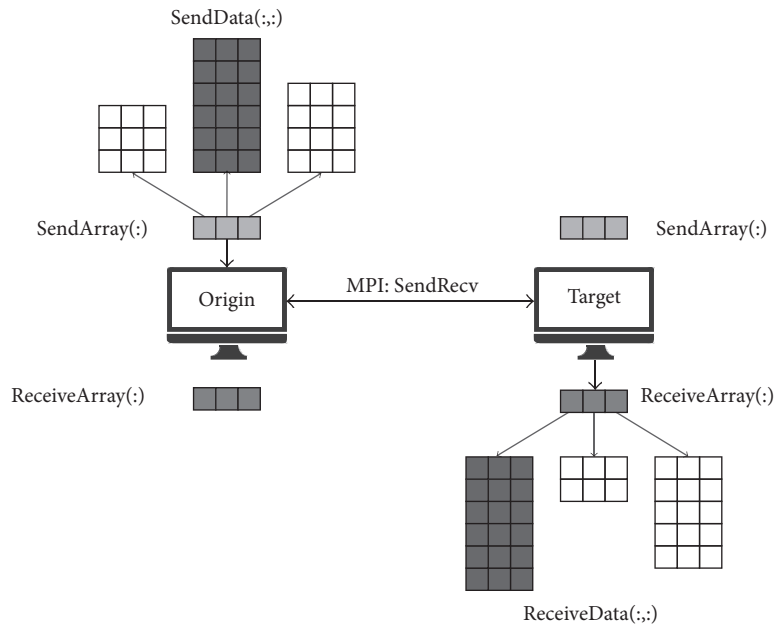 SendData(:,:)
SendArray(:)
SendArray(:)
Origin
MPI: SendRecv
Target
ReceiveArray(:)
ReceiveArray(:)
ReceiveData(:,:)